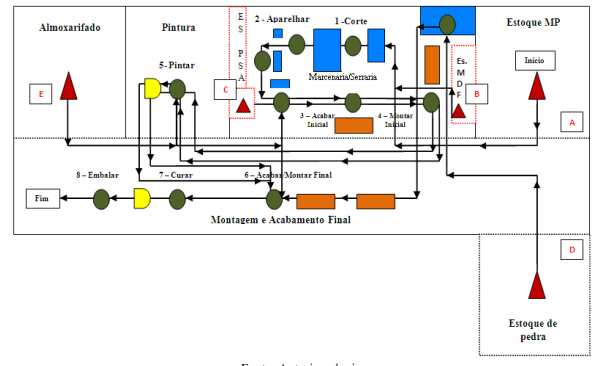 Almoxarifado
Pintura
E S
P
S
A
2 - Aparelhar
1 -Corte
Estoque MP
5- Pintar
Marcenaria/Serraria
Es.
M
D
F
Início
E
C
B
A
3 – Acabar
Inicial
4 – Montar
Inicial
8 – Embalar
7 – Curar
6 – Acabar/Montar Final
Fim
Montagem e Acabamento Final
D
Estoque de
pedra